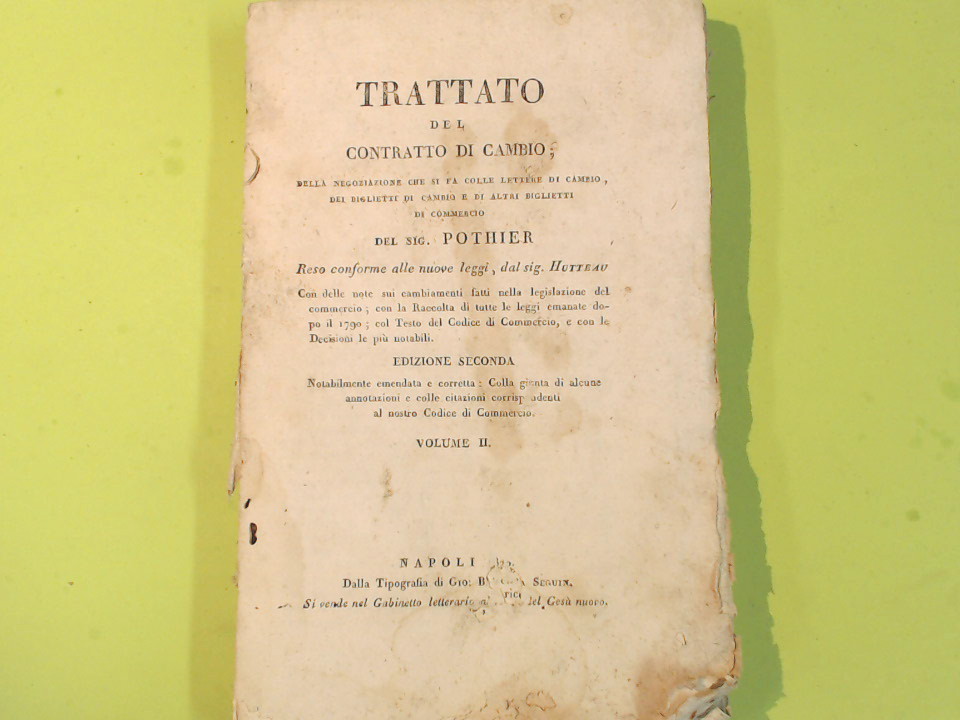 TRATTATO
DEL
CONTRATTO DI CAMBIO;
DELLA NEGOZIAZIONE CHE SI FA COLLE LETTERE DI CAMBIO,
DEI BIGLIETTI DI CAMBIO E DI ALTRI BIGLIETTI
DI COMMERCIO
DEL SIG. POTHIER
Reso conforme alle nuove leggi, dal sig. HUTTEAU
Con delle note sui cambiamenti fatti nella legislazione del
commercio; con la Raccolta di tutte le leggi emanate do-
po il 1790; col Testo del Codice di Commercio, e con le
Decisioni le più notabili.
EDIZIONE SECONDA
Notabilmente emendata e corretta: Colla giunta di alcune
annotazioni e colle citazioni
al nostro Codice di Commercio.
VOLUME II.
NAPOLI
Dalla Tipografia di Gio: SEGUIN.
Si vende nel Gabinetto letterario del Gesù nuovo.